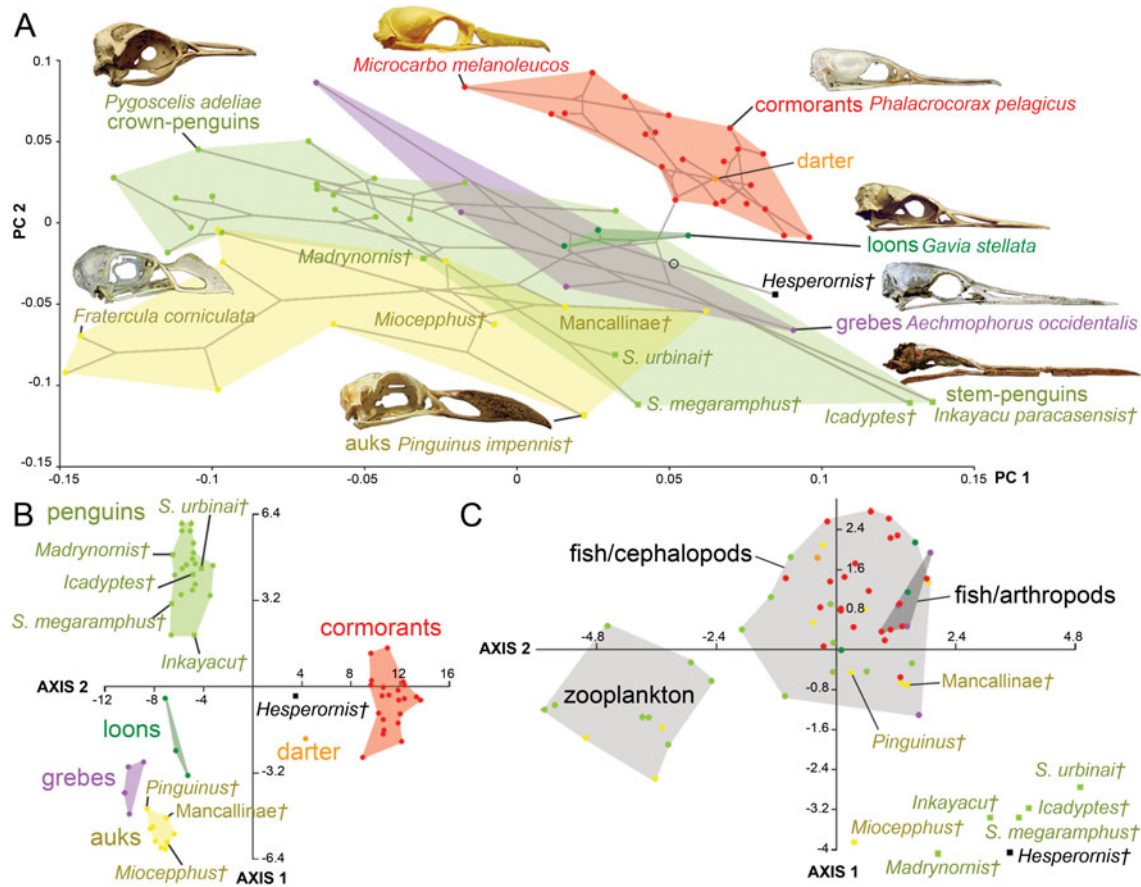 A
0.1
0.05
0
-0.05
-0.1
-0.15
PC 2
-0.15
-0.1
-0.05
0
0.05
0.1
0.15
PC 1
Pygoscelis adeliae
crown-penguins
Microcarbo melanoleucos
cormorants Phalacrocorax pelagicus
darter
loons Gavia stellata
Hesperornis†
grebes Aechmophorus occidentalis
Madrynornis†
Fratercula corniculata
Miocepphus†
Mancallinae†
S. urbinai†
S. megaramphus†
Icadyptes†
stem-penguins
Inkayacu paracasensis†
auks Pinguinus impennis†
B
penguins
S. urbinai†
6.4
Madrynornis†
Icadyptes†
3.2
S. megaramphus†
Inkayacu†
cormorants
AXIS 2
-12
-8
-4
4
8
12
16
Hesperornis†
loons
darter
grebes
-3.2
Pinguinus†
Mancallinae†
auks
Miocepphus†
-6.4
AXIS 1
C
2.4
fish/cephalopods
1.6
fish/arthropods
0.8
AXIS 2
-4.8
-2.4
2.4
4.8
zooplankton
-0.8
Mancallinae†
-1.6
Pinguinus†
-2.4
S. urbinai†
-3.2
Inkayacu†
Icadyptes†
S. megaramphus†
Miocepphus†
-4
Hesperornis†
Madrynornis†
AXIS 1